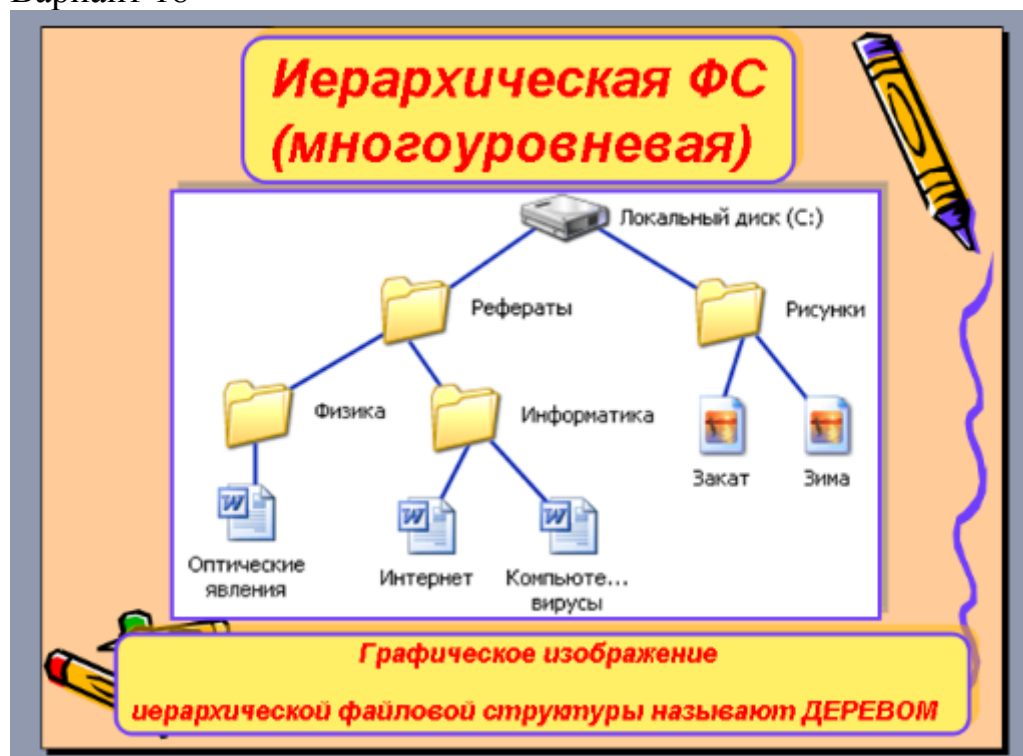 Иерархическая ФС
(многоуровневая)
Локальный диск (C:)
Рефераты
Рисунки
Физика
Информатика
Закат
Зима
Оптические
явления
Интернет
Компьюте...
вирусы
Графическое изображение
иерархической файловой структуры называют ДЕРЕВОМ